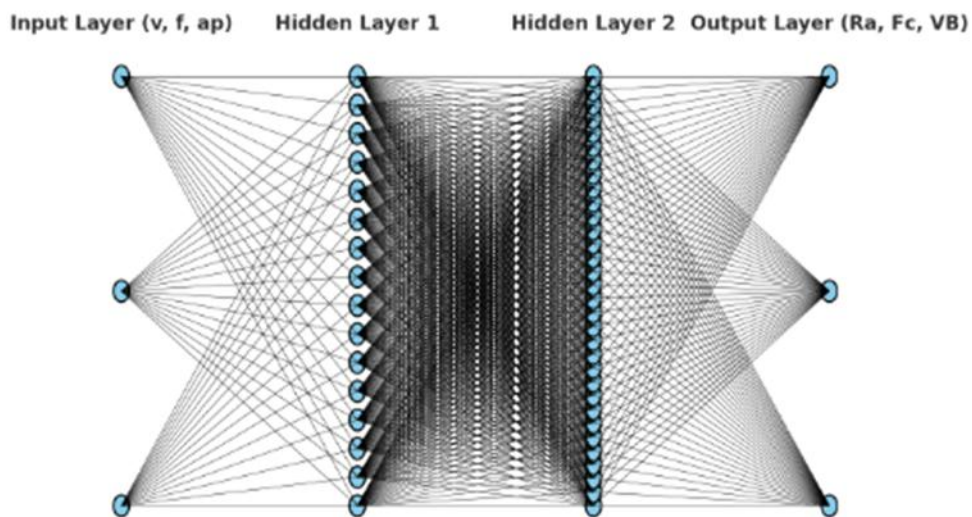 Input Layer (v, f, ap) Hidden Layer 1 Hidden Layer 2 Output Layer (Ra, Fc, VB)